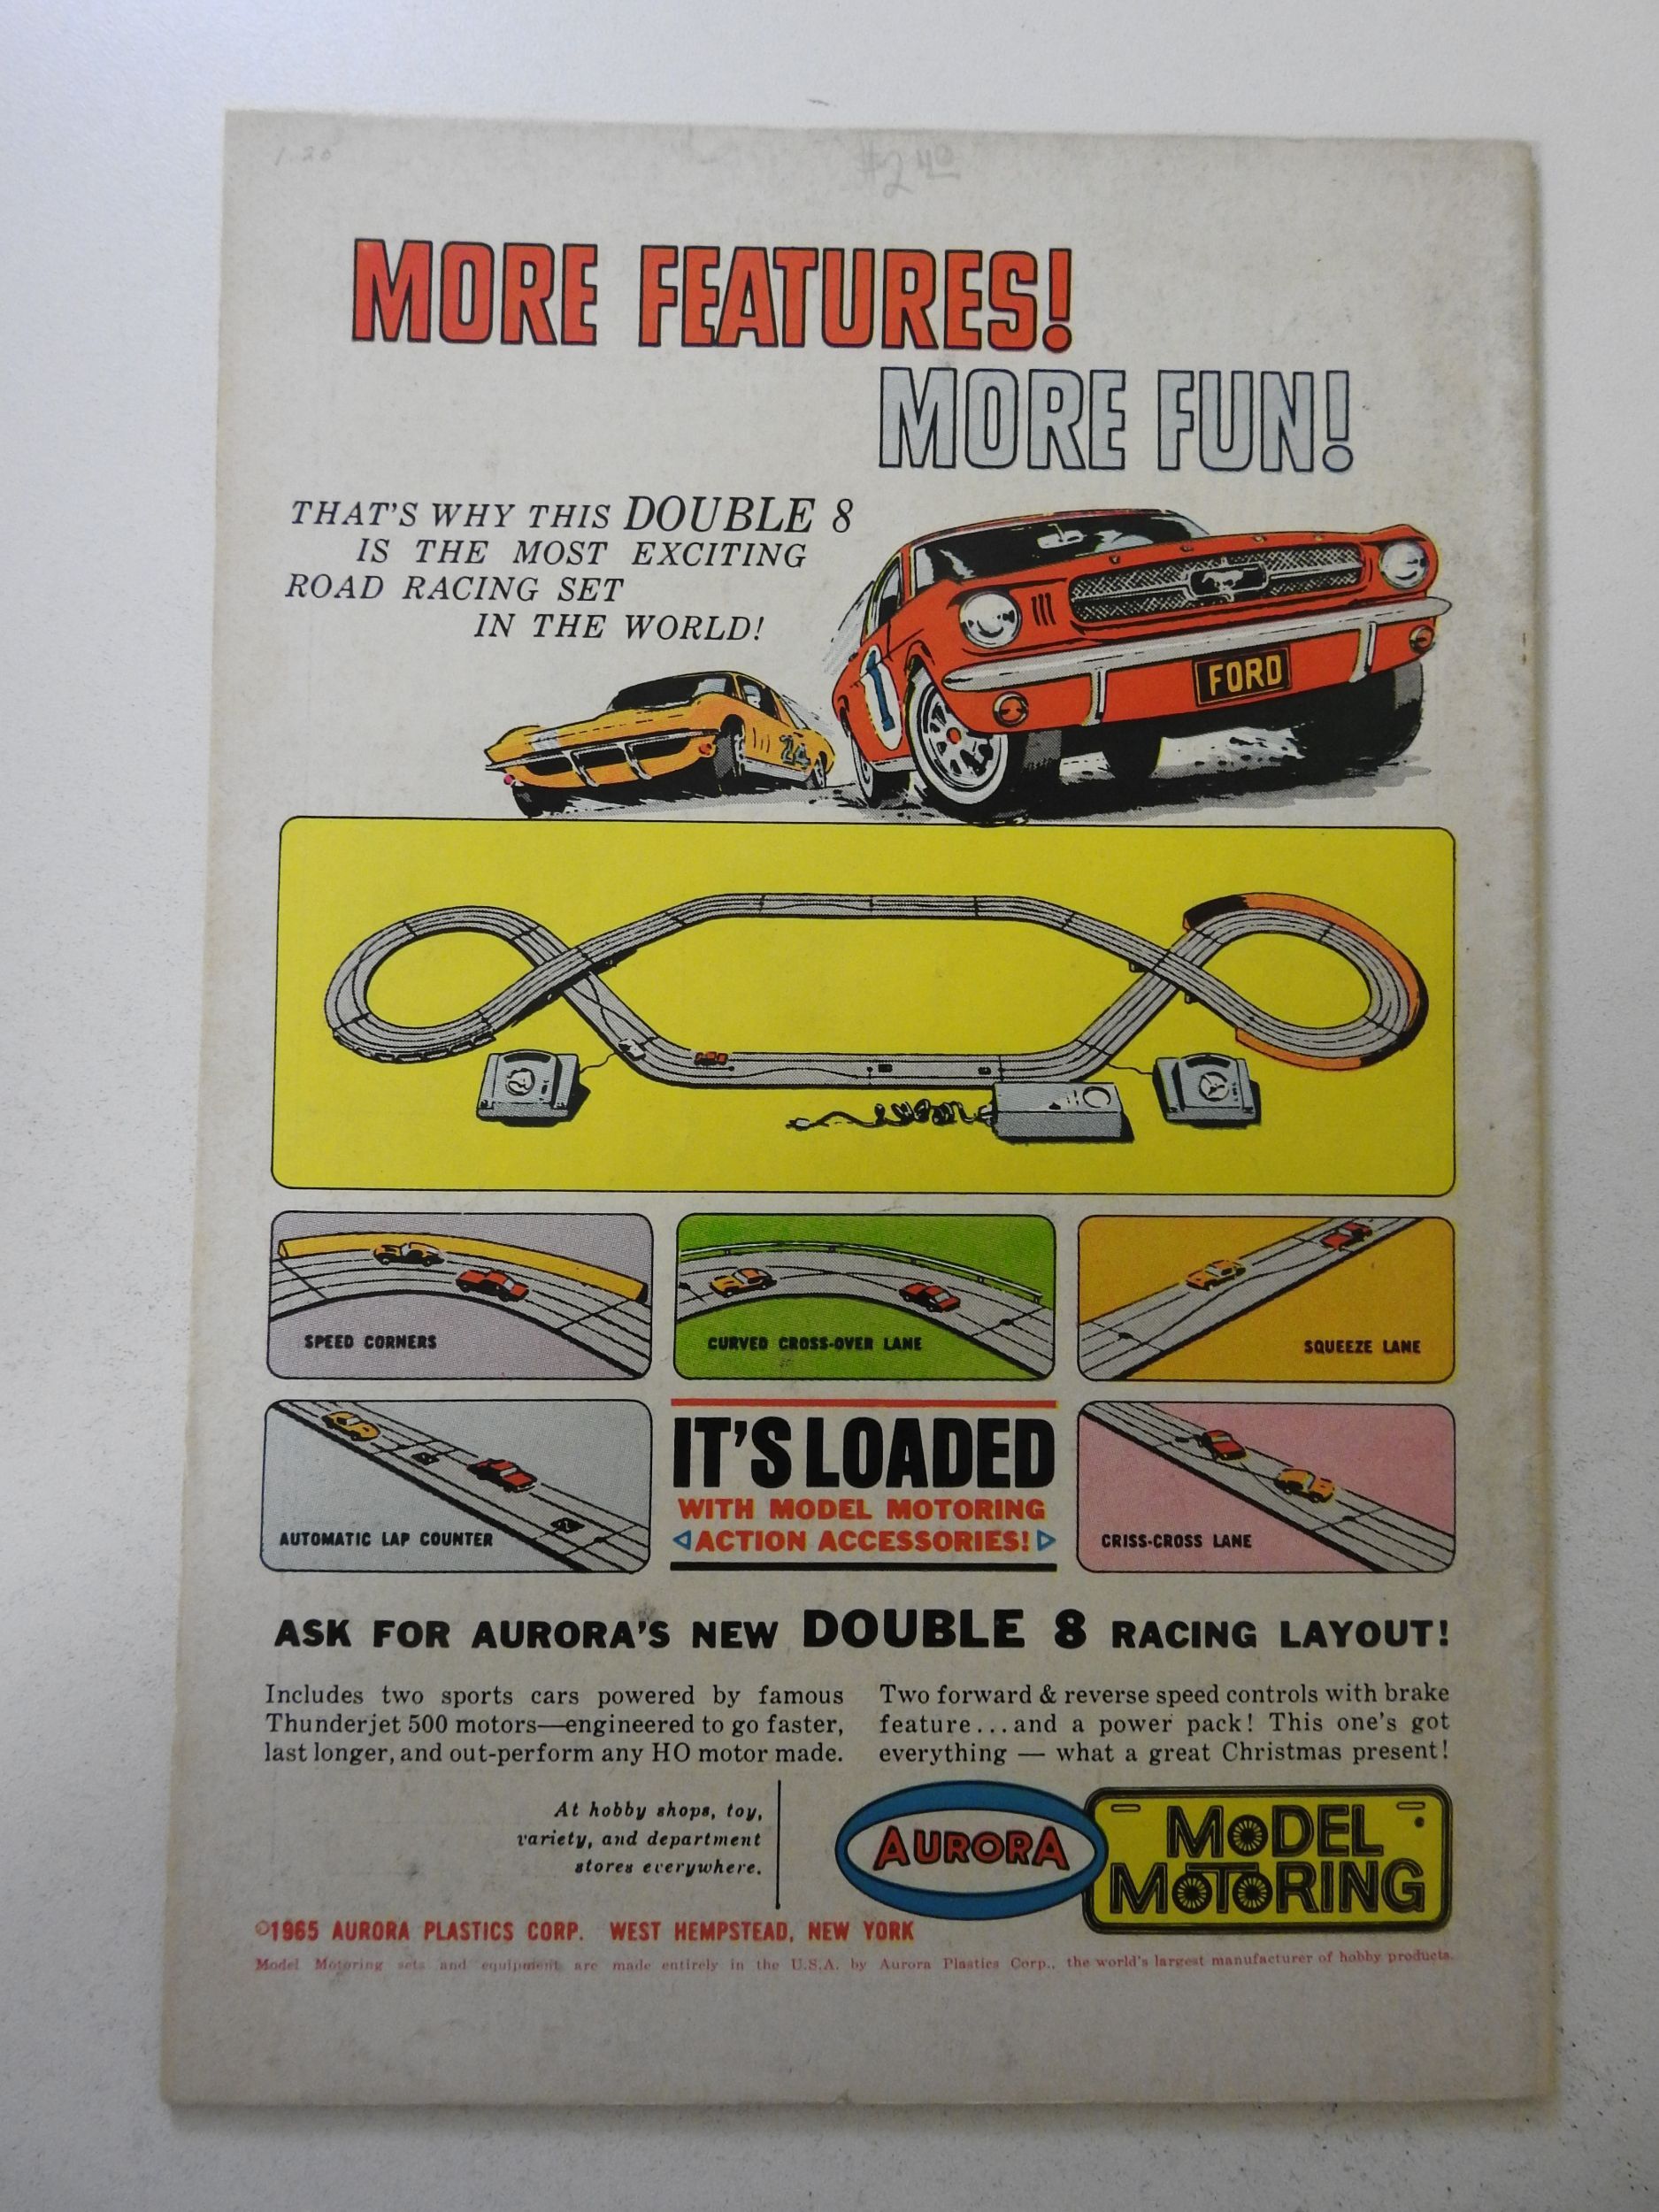 1.20
$2.40
MORE FEATURES!
MORE FUN!
THAT'S WHY THIS DOUBLE 8
IS THE MOST EXCITING
ROAD RACING SET
IN THE WORLD!
FORD
1
24
SPEED CORNERS
CURVED CROSS-OVER LANE
SQUEEZE LANE
AUTOMATIC LAP COUNTER
IT'S LOADED
WITH MODEL MOTORING
ACTION ACCESSORIES!
CRISS-CROSS LANE
ASK FOR AURORA'S NEW DOUBLE 8 RACING LAYOUT!
Includes two sports cars powered by famous
Thunderjet 500 motors—engineered to go faster,
last longer, and out-perform any HO motor made.
Two forward & reverse speed controls with brake
feature...and a power pack! This one's got
everything — what a great Christmas present!
At hobby shops, toy,
variety, and department
stores everywhere.
AURORA
MODEL
MOTORING
©1965 AURORA PLASTICS CORP. WEST HEMPSTEAD, NEW YORK
Model Motoring sets and equipment are made entirely in the U.S.A. by Aurora Plastics Corp., the world's largest manufacturer of hobby products.